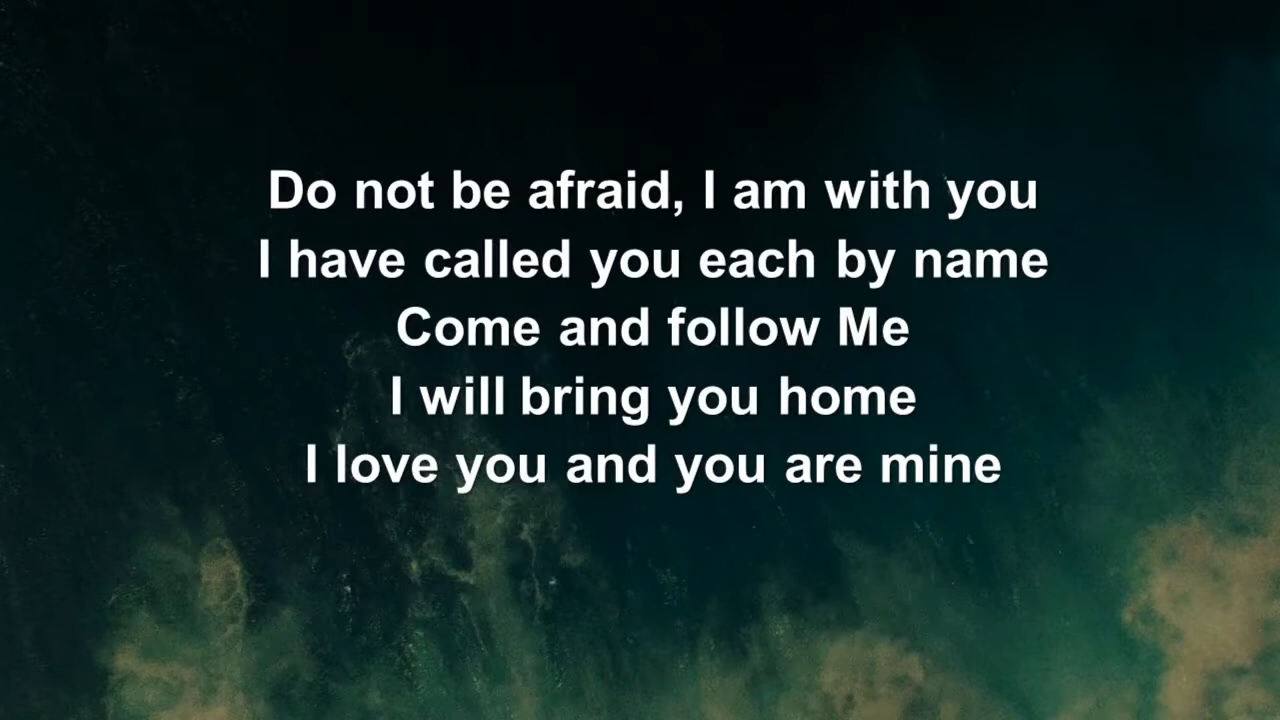 Do not be afraid, I am with you
I have called you each by name
Come and follow Me
I will bring you home
I love you and you are mine